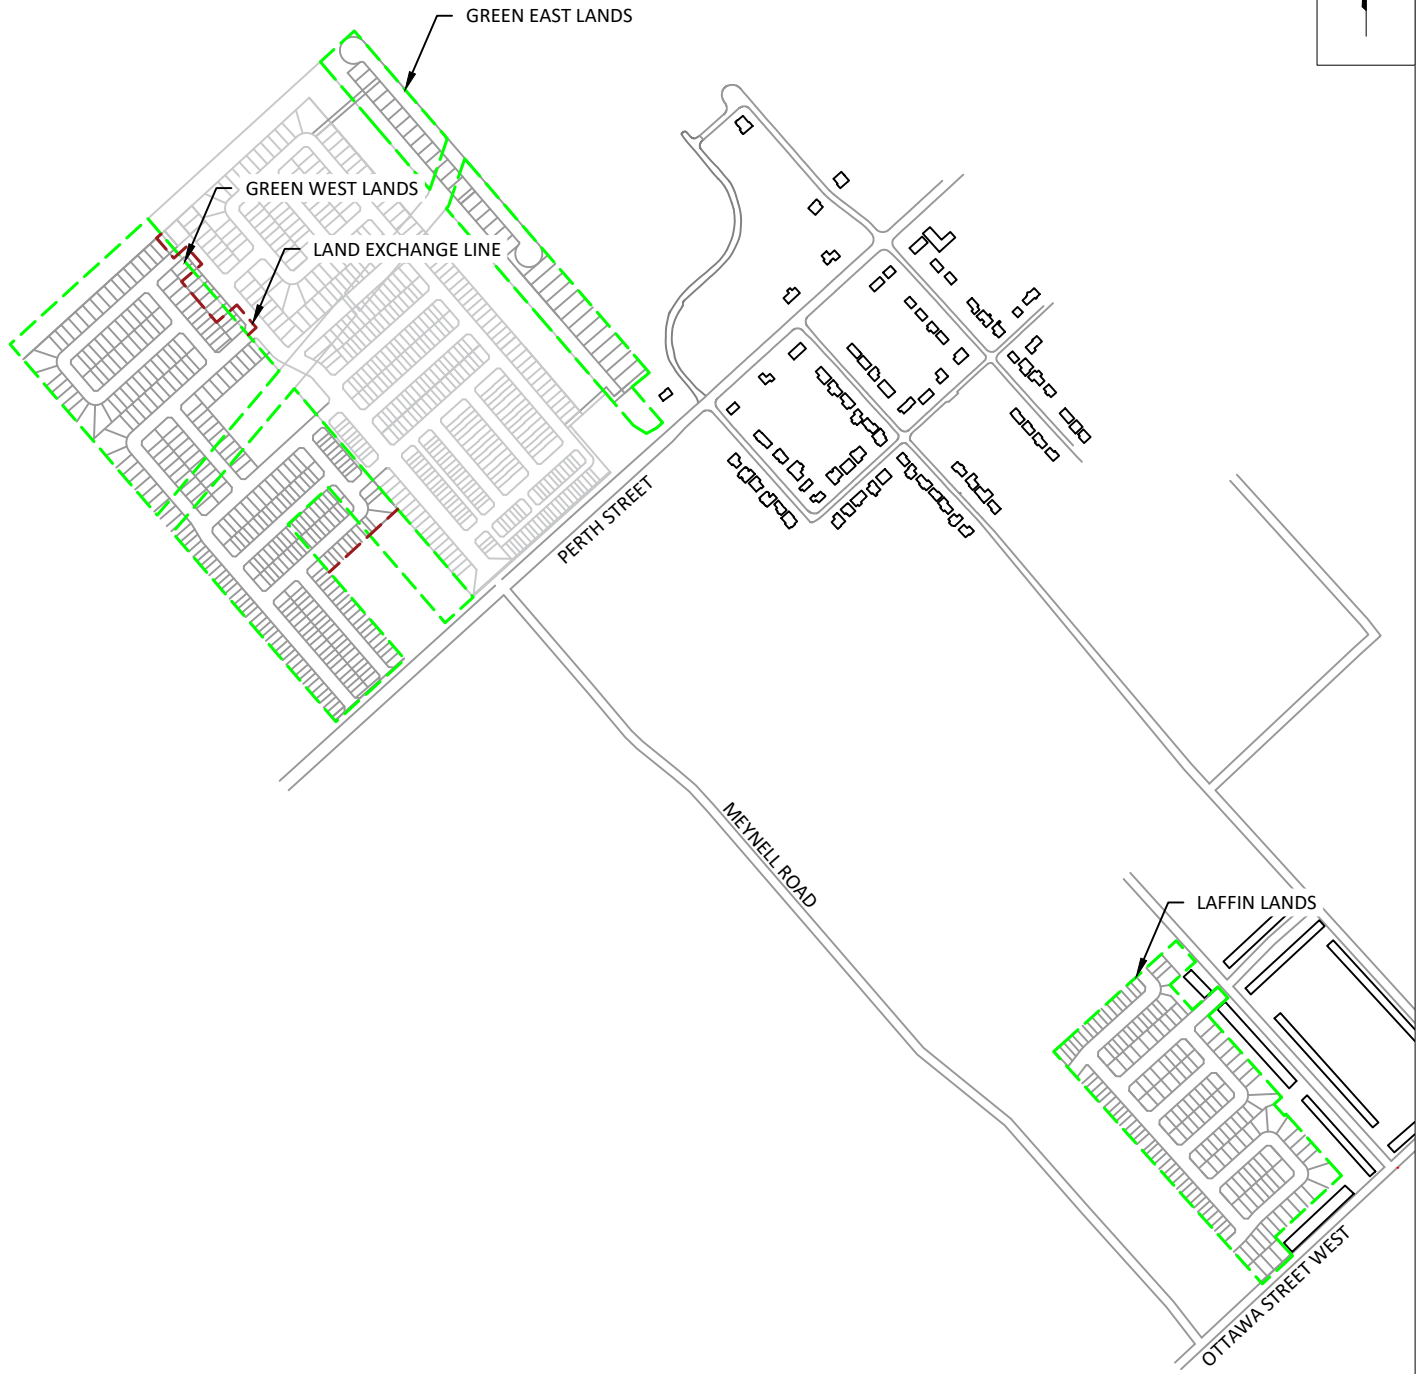 GREEN EAST LANDS
GREEN WEST LANDS
LAND EXCHANGE LINE
PERTH STREET
MEYNELL ROAD
LAFFIN LANDS
OTTAWA STREET WEST